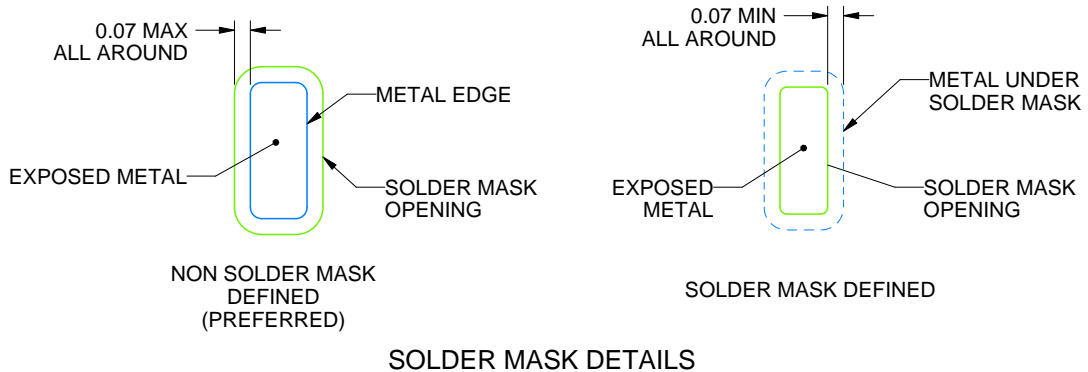 0.07 MAX
ALL AROUND
METAL EDGE
EXPOSED METAL
SOLDER MASK
OPENING
NON SOLDER MASK
DEFINED
(PREFERRED)
0.07 MIN
ALL AROUND
METAL UNDER
SOLDER MASK
EXPOSED
METAL
SOLDER MASK
OPENING
SOLDER MASK DEFINED
SOLDER MASK DETAILS